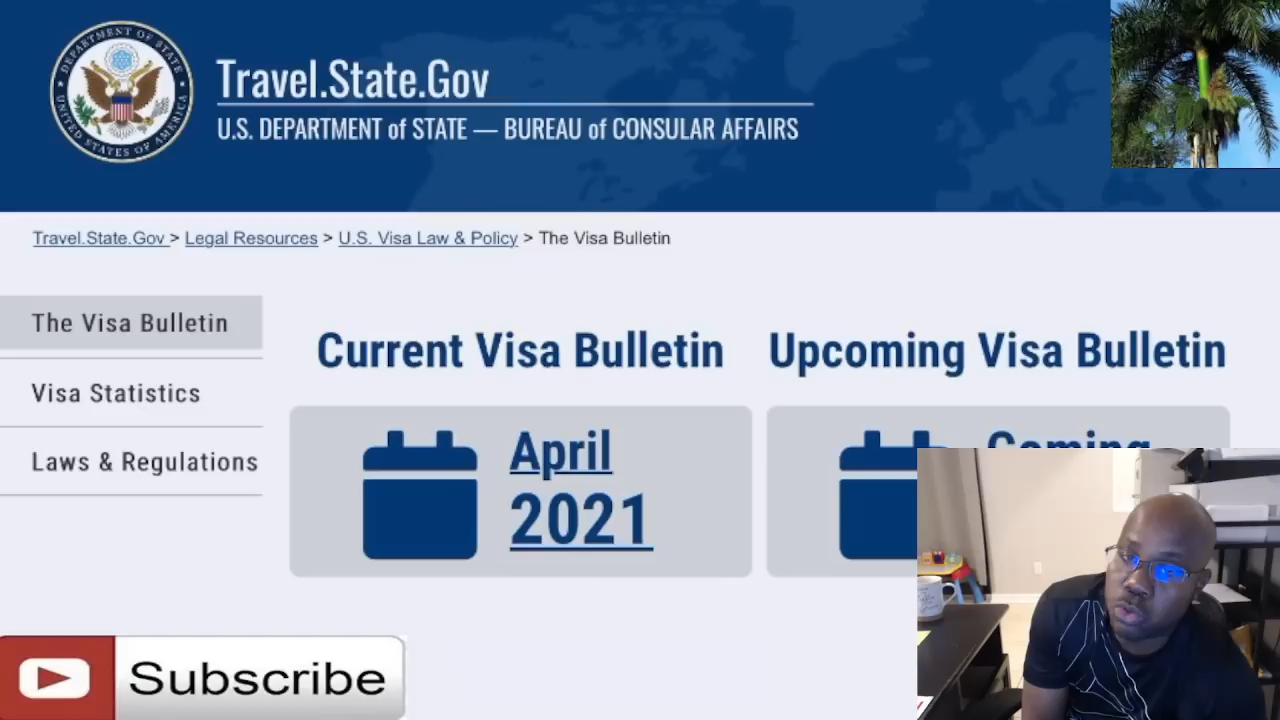 DEPARTMENT OF STATE
UNITED STATES OF AMERICA
Travel.State.Gov
U.S. DEPARTMENT of STATE — BUREAU of CONSULAR AFFAIRS
Travel.State.Gov > Legal Resources > U.S. Visa Law & Policy > The Visa Bulletin
The Visa Bulletin
Visa Statistics
Laws & Regulations
Current Visa Bulletin
April
2021
Upcoming Visa Bulletin
Coming
Subscribe